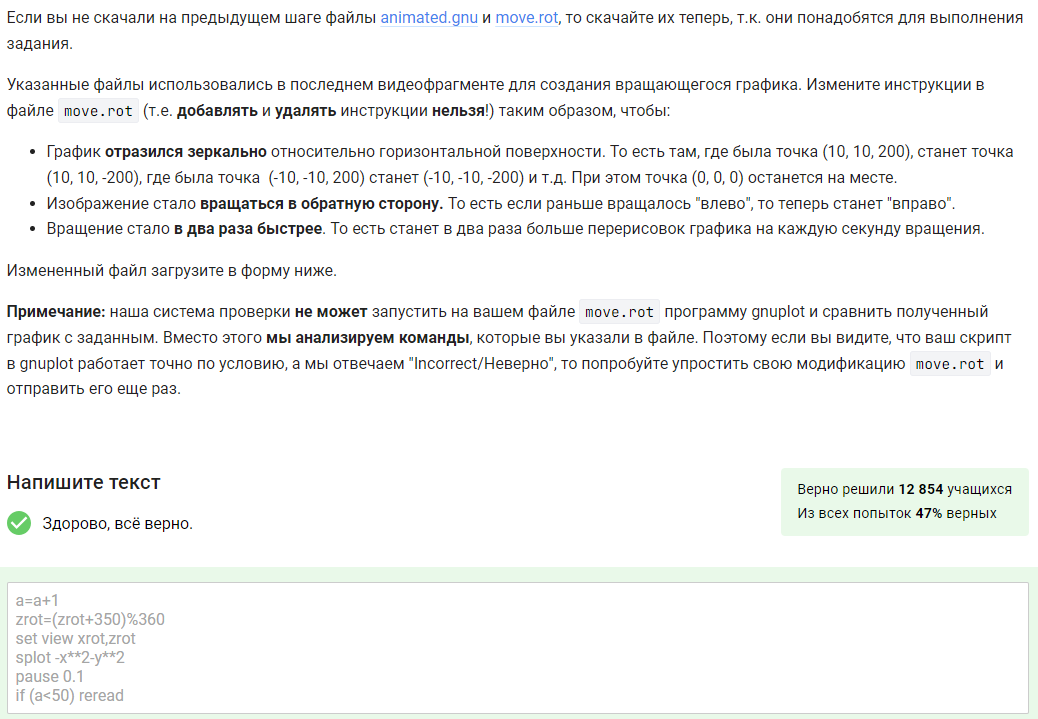 Если вы не скачали на предыдущем шаге файлы animated.gnu и move.rot, то скачайте их теперь, т.к. они понадобятся для выполнения
задания.
Указанные файлы использовались в последнем видеофрагменте для создания вращающегося графика. Измените инструкции в
файле move.rot (т.е. добавлять и удалять инструкции нельзя!) таким образом, чтобы:
• График отразился зеркально относительно горизонтальной поверхности. То есть там, где была точка (10, 10, 200), станет точка
(10, 10, -200), где была точка (-10, -10, 200) станет (-10, -10, -200) и т.д. При этом точка (0, 0, 0) останется на месте.
• Изображение стало вращаться в обратную сторону. То есть если раньше вращалось "влево", то теперь станет "вправо".
• Вращение стало в два раза быстрее. То есть станет в два раза больше перерисовок графика на каждую секунду вращения.
Измененный файл загрузите в форму ниже.
Примечание: наша система проверки не может запустить на вашем файле move.rot программу gnuplot и сравнить полученный
график с заданным. Вместо этого мы анализируем команды, которые вы указали в файле. Поэтому если вы видите, что ваш скрипт
в gnuplot работает точно по условию, а мы отвечаем "Incorrect/Неверно", то попробуйте упростить свою модификацию move.rot и
отправить его еще раз.
Напишите текст
Верно решили 12 854 учащихся
Из всех попыток 47% верных
Здорово, всё верно.
a=a+1
zrot=(zrot+350)%360
set view xrot,zrot
splot -x**2-y**2
pause 0.1
if (a<50) reread